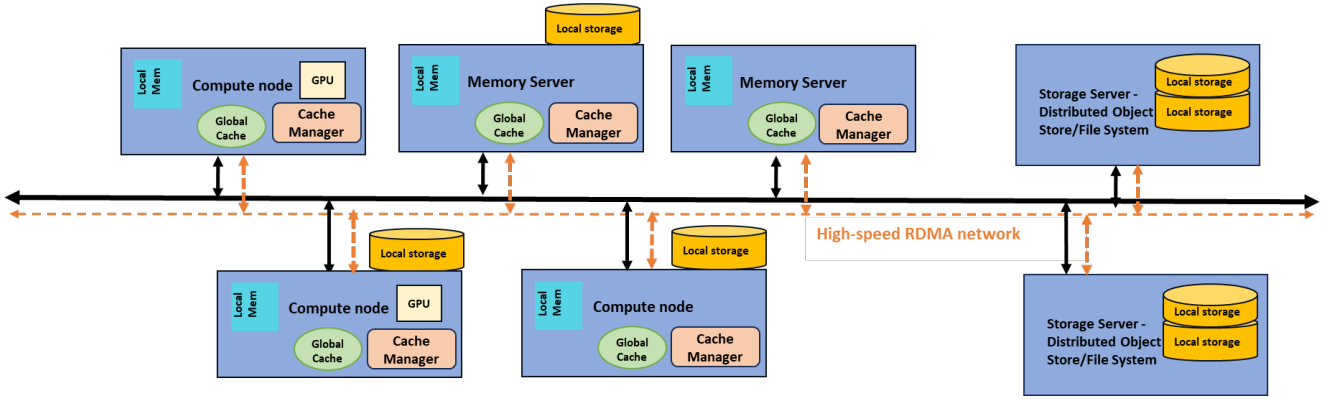 Local storage
Local
Mem
Compute node
GPU
Global
Cache
Cache
Manager
Local
Mem
Memory Server
Global
Cache
Cache
Manager
Local
Mem
Memory Server
Global
Cache
Cache
Manager
Storage Server -
Distributed Object
Store/File System
Local storage
Local storage
High-speed RDMA network
Local storage
Local
Mem
Compute node
GPU
Global
Cache
Cache
Manager
Local storage
Local
Mem
Compute node
Global
Cache
Cache
Manager
Storage Server -
Distributed Object
Store/File System
Local storage
Local storage